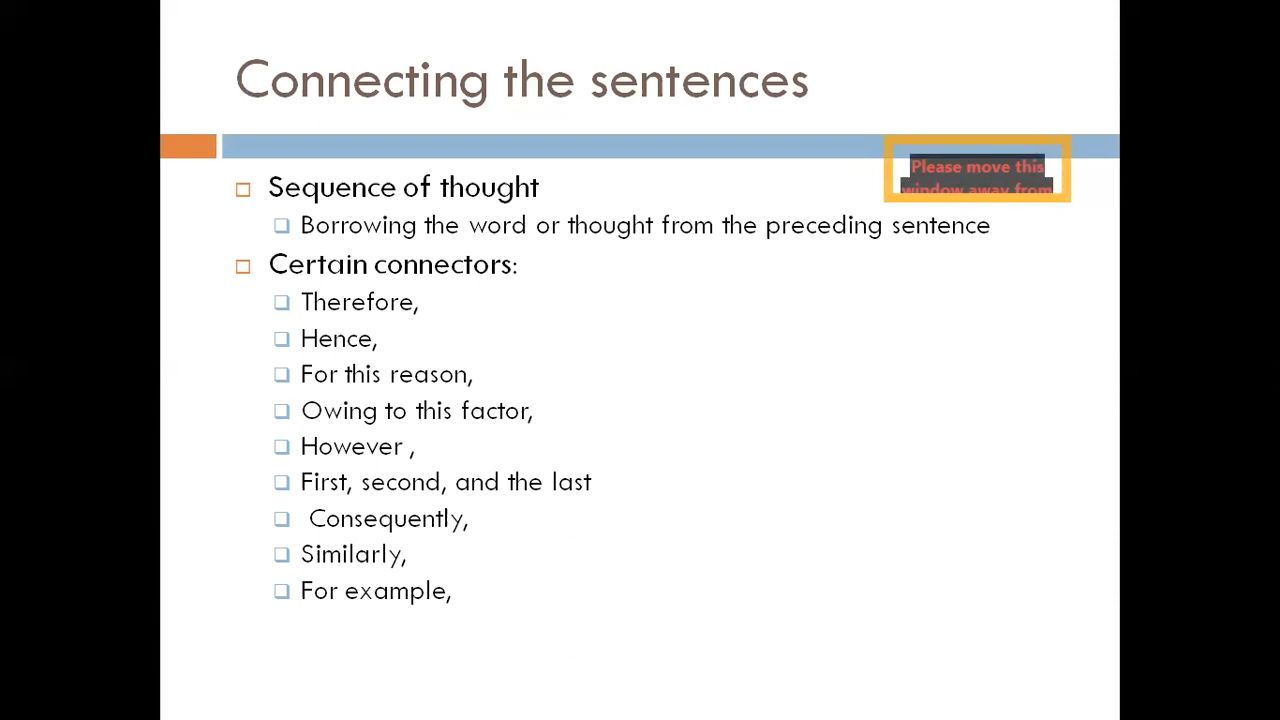 Connecting the sentences
Please move this
window away from
Sequence of thought
Borrowing the word or thought from the preceding sentence
Certain connectors:
Therefore,
Hence,
For this reason,
Owing to this factor,
However ,
First, second, and the last
Consequently,
Similarly,
For example,